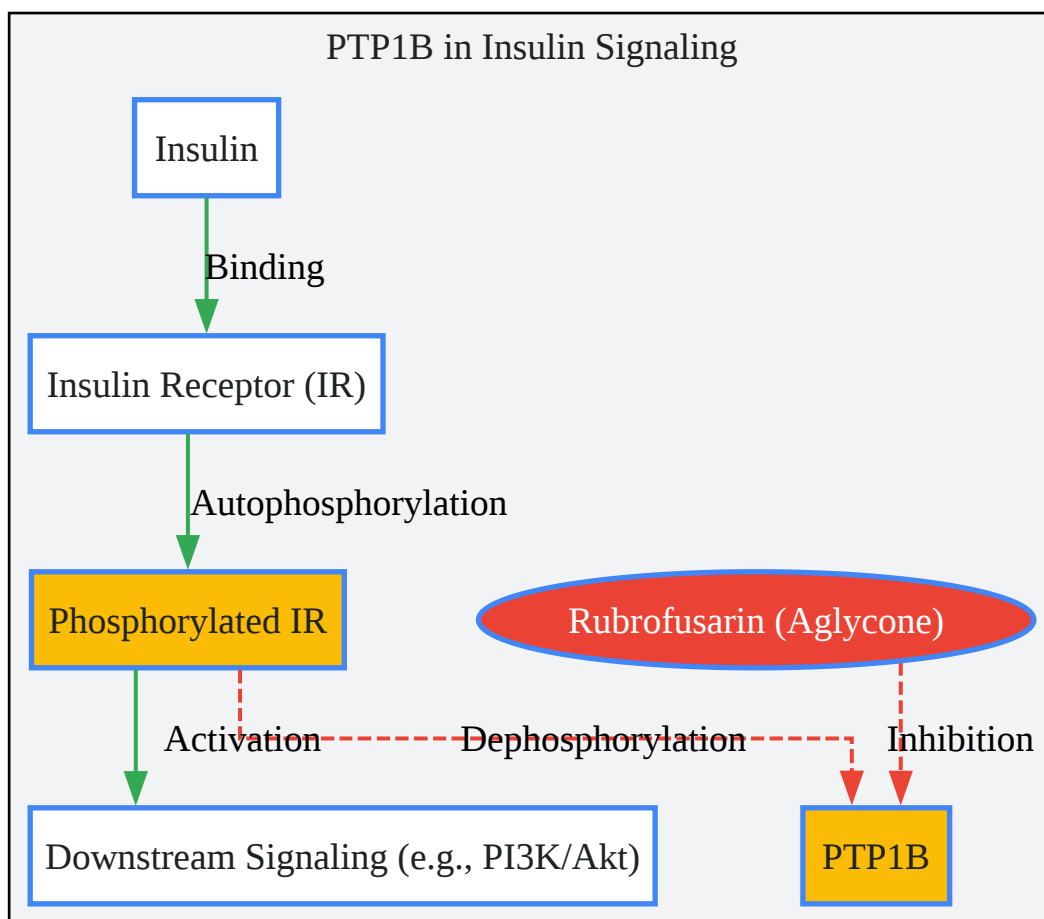 PTP1B in Insulin Signaling
Insulin
Binding
Insulin Receptor (IR)
Autophosphorylation
Phosphorylated IR
Rubrofusarin (Aglycone)
Activation
Dephosphorylation
Inhibition
Downstream Signaling (e.g., PI3K/Akt)
PTP1B